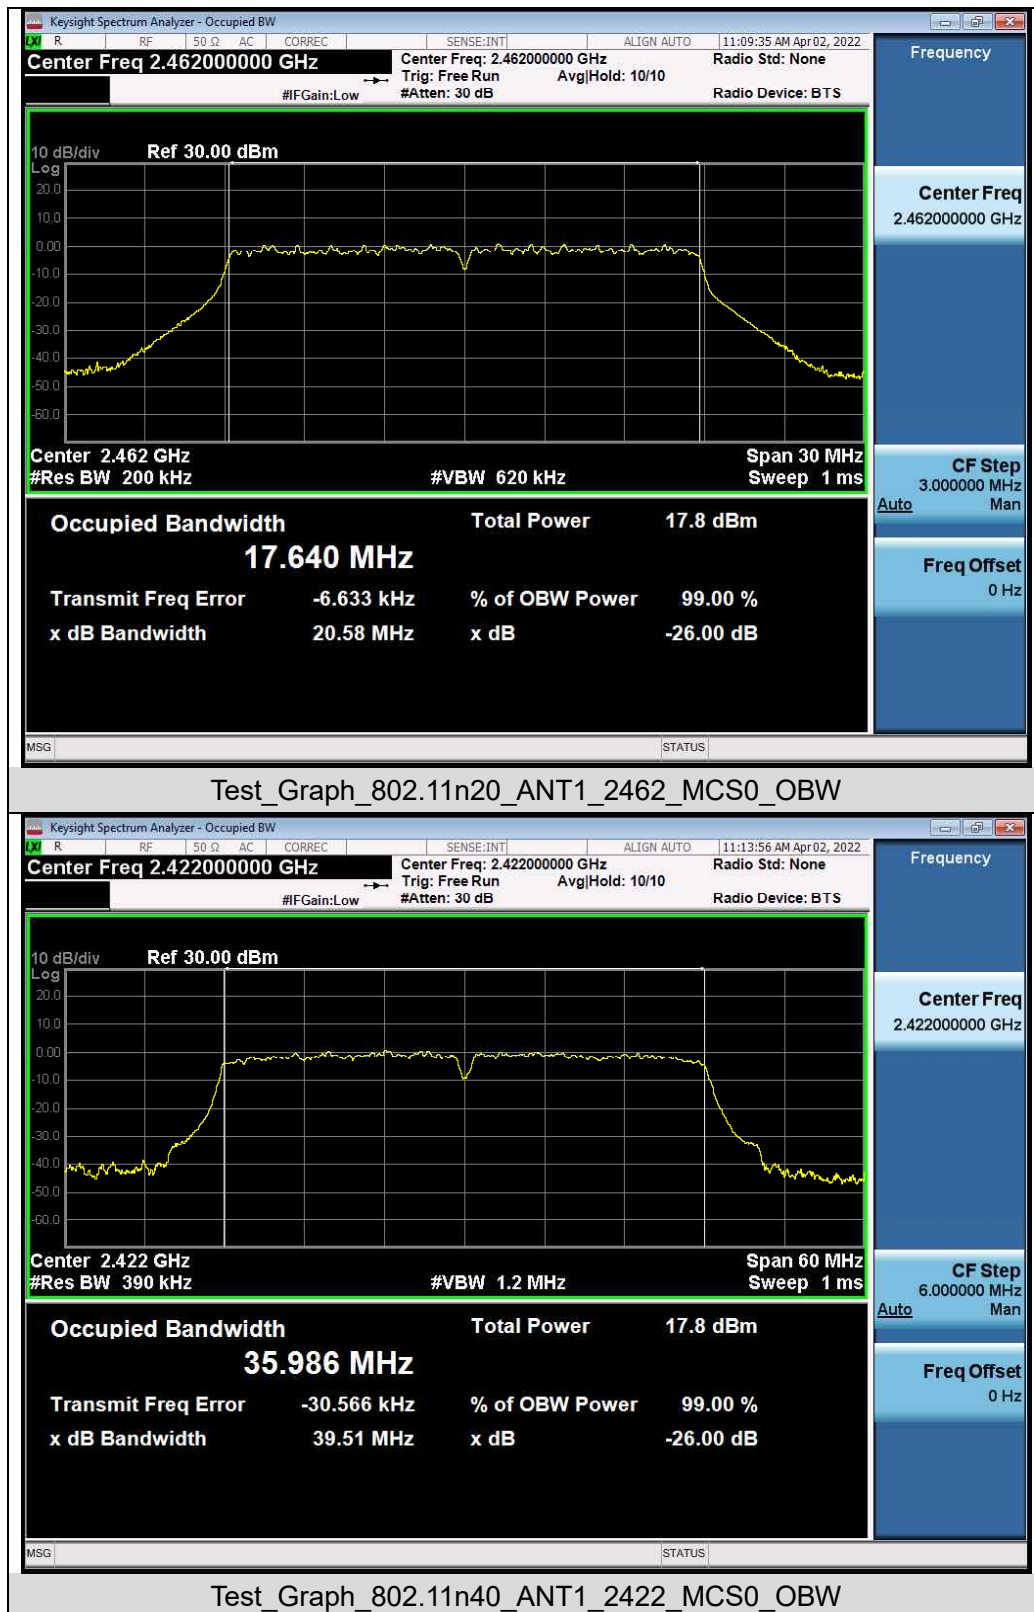 Keysight Spectrum Analyzer - Occupied BW
LXI R RF 50 Ω AC CORREC SENSE:INT ALIGN AUTO 11:09:35 AM Apr 02, 2022
Center Freq 2.462000000 GHz Center Freq: 2.462000000 GHz Radio Std: None Frequency
Trig: Free Run Avg|Hold: 10/10
#IFGain:Low #Atten: 30 dB Radio Device: BTS
10 dB/div Ref 30.00 dBm
Log
20.0
10.0
0.00
-10.0
-20.0
-30.0
-40.0
-50.0
-60.0
Center Freq
2.462000000 GHz
Center 2.462 GHz Span 30 MHz
#Res BW 200 kHz #VBW 620 kHz Sweep 1 ms
CF Step
3.000000 MHz
Auto Man
Occupied Bandwidth Total Power 17.8 dBm
17.640 MHz
Transmit Freq Error -6.633 kHz % of OBW Power 99.00 %
x dB Bandwidth 20.58 MHz x dB -26.00 dB
Freq Offset
0 Hz
MSG STATUS
Test_Graph_802.11n20_ANT1_2462_MCS0_OBW
Keysight Spectrum Analyzer - Occupied BW
LXI R RF 50 Ω AC CORREC SENSE:INT ALIGN AUTO 11:13:56 AM Apr 02, 2022
Center Freq 2.422000000 GHz Center Freq: 2.422000000 GHz Radio Std: None Frequency
Trig: Free Run Avg|Hold: 10/10
#IFGain:Low #Atten: 30 dB Radio Device: BTS
10 dB/div Ref 30.00 dBm
Log
20.0
10.0
0.00
-10.0
-20.0
-30.0
-40.0
-50.0
-60.0
Center Freq
2.422000000 GHz
Center 2.422 GHz Span 60 MHz
#Res BW 390 kHz #VBW 1.2 MHz Sweep 1 ms
CF Step
6.000000 MHz
Auto Man
Occupied Bandwidth Total Power 17.8 dBm
35.986 MHz
Transmit Freq Error -30.566 kHz % of OBW Power 99.00 %
x dB Bandwidth 39.51 MHz x dB -26.00 dB
Freq Offset
0 Hz
MSG STATUS
Test_Graph_802.11n40_ANT1_2422_MCS0_OBW